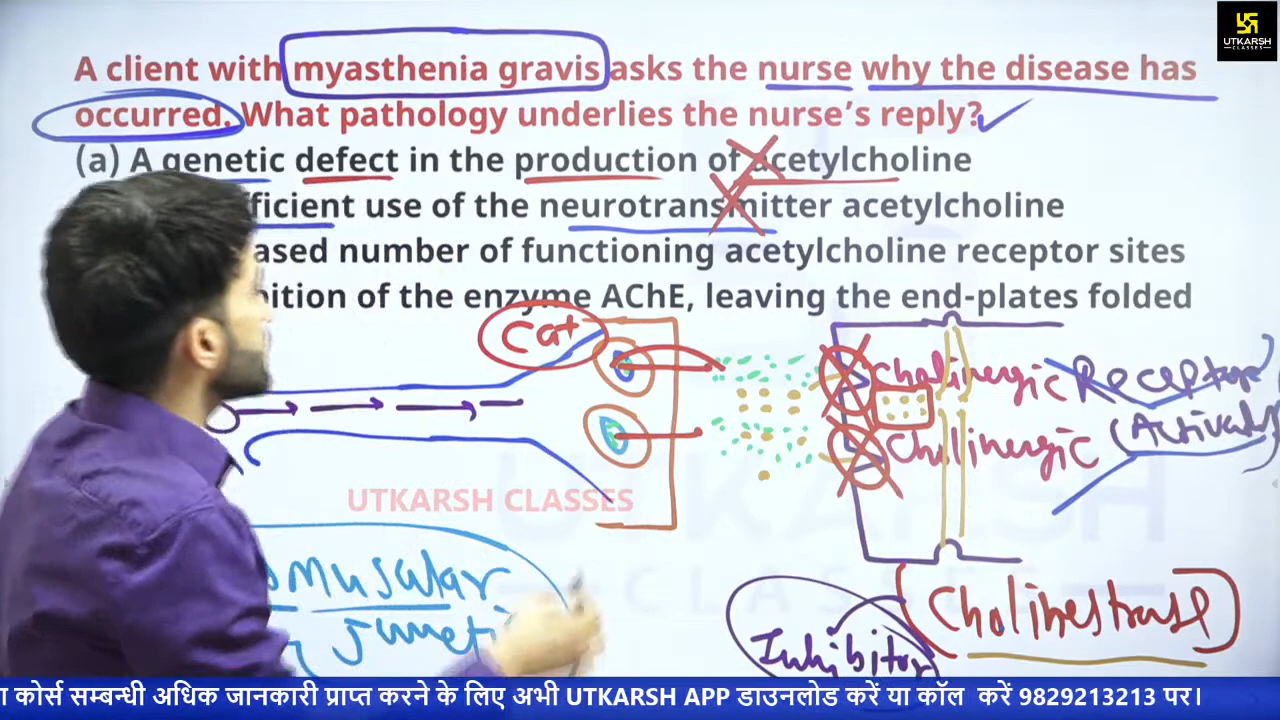 UTKARSH
CLASSES
A client with myasthenia gravis asks the nurse why the disease has
occurred. What pathology underlies the nurse's reply?
(a) A genetic defect in the production of acetylcholine
fficient use of the neurotransmitter acetylcholine
ased number of functioning acetylcholine receptor sites
bition of the enzyme AChE, leaving the end-plates folded
Ca+
Cholinergic Receptor
Cholinergic (Activate)
UTKARSH CLASSES
Muscular
Cholinestrase
Inhibitor
ा कोर्स सम्बन्धी अधिक जानकारी प्राप्त करने के लिए अभी UTKARSH APP डाउनलोड करें या कॉल करें 9829213213 पर।